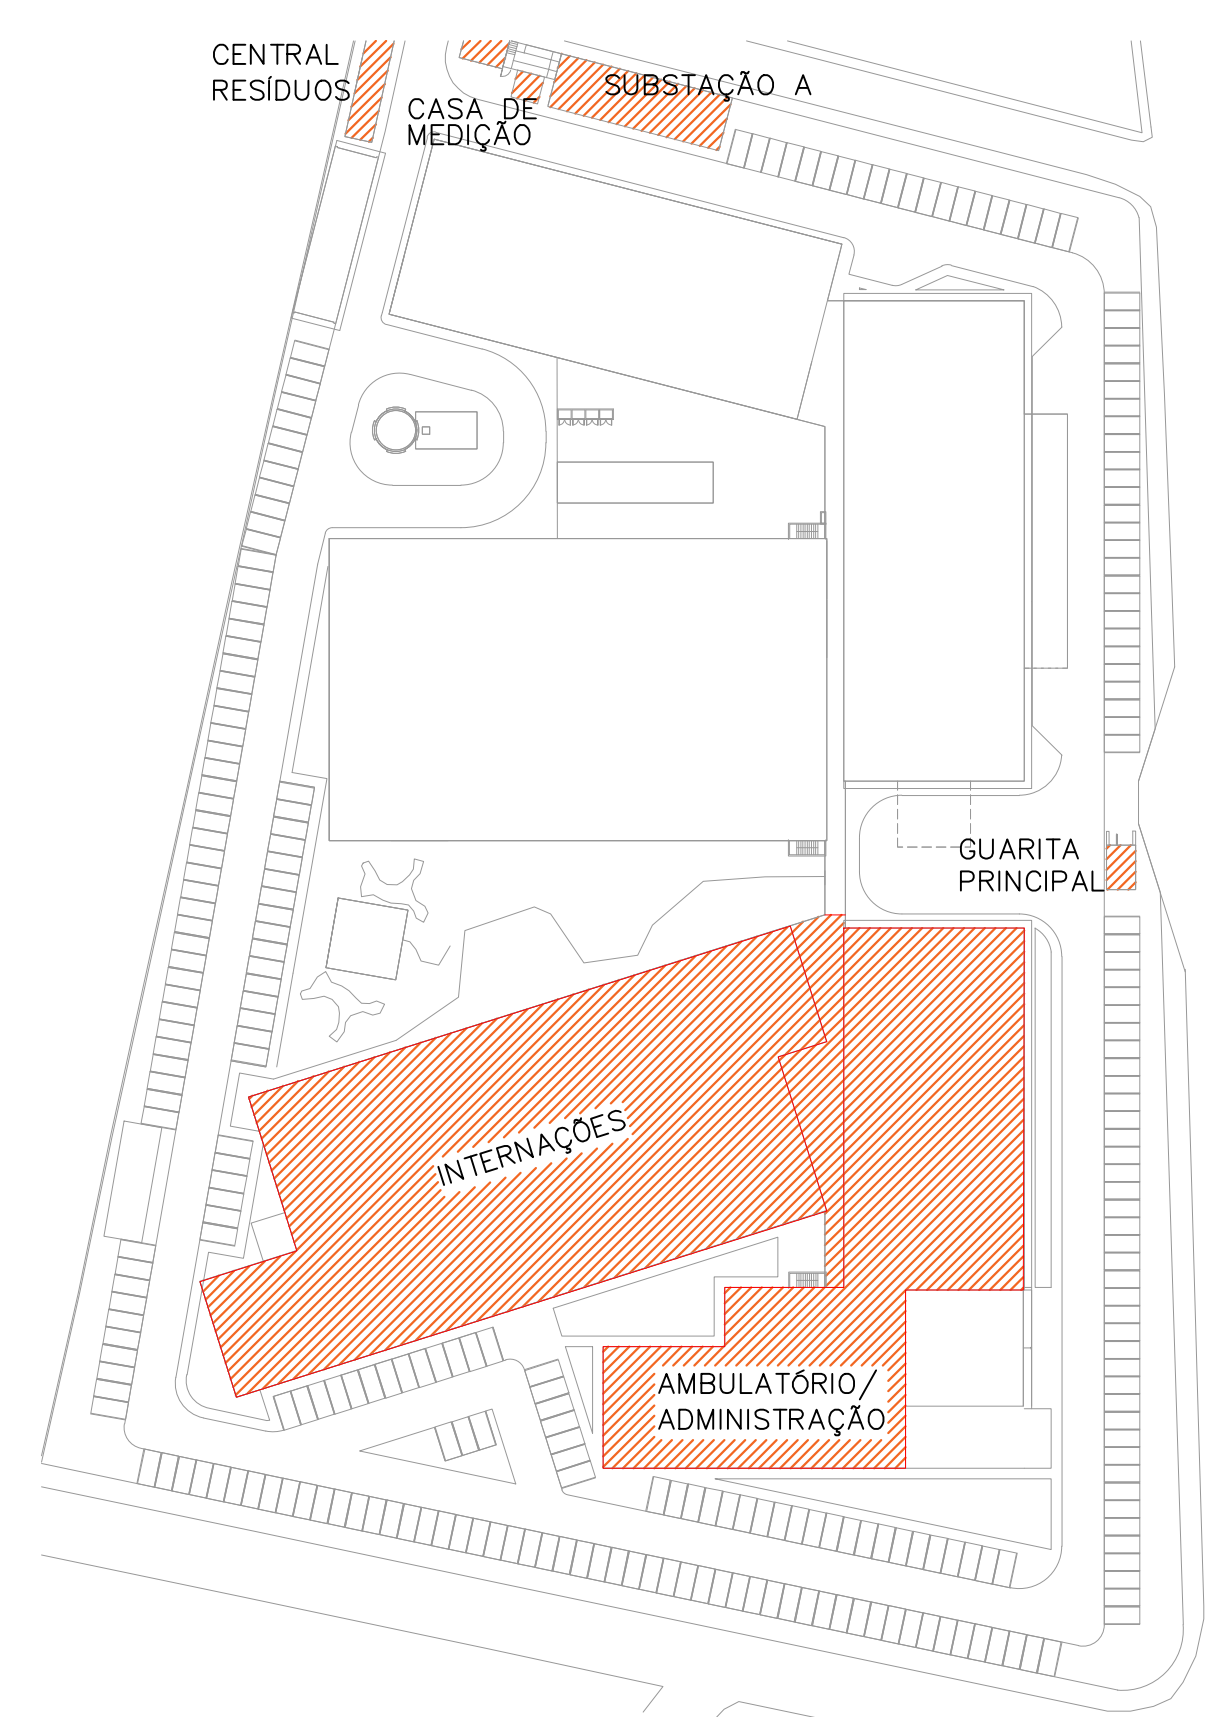 CENTRAL
RESÍDUOS
SUBSTAÇÃO A
CASA DE
MEDIÇÃO
GUARITA
PRINCIPAL
INTERNAÇÕES
AMBULATÓRIO/
ADMINISTRAÇÃO